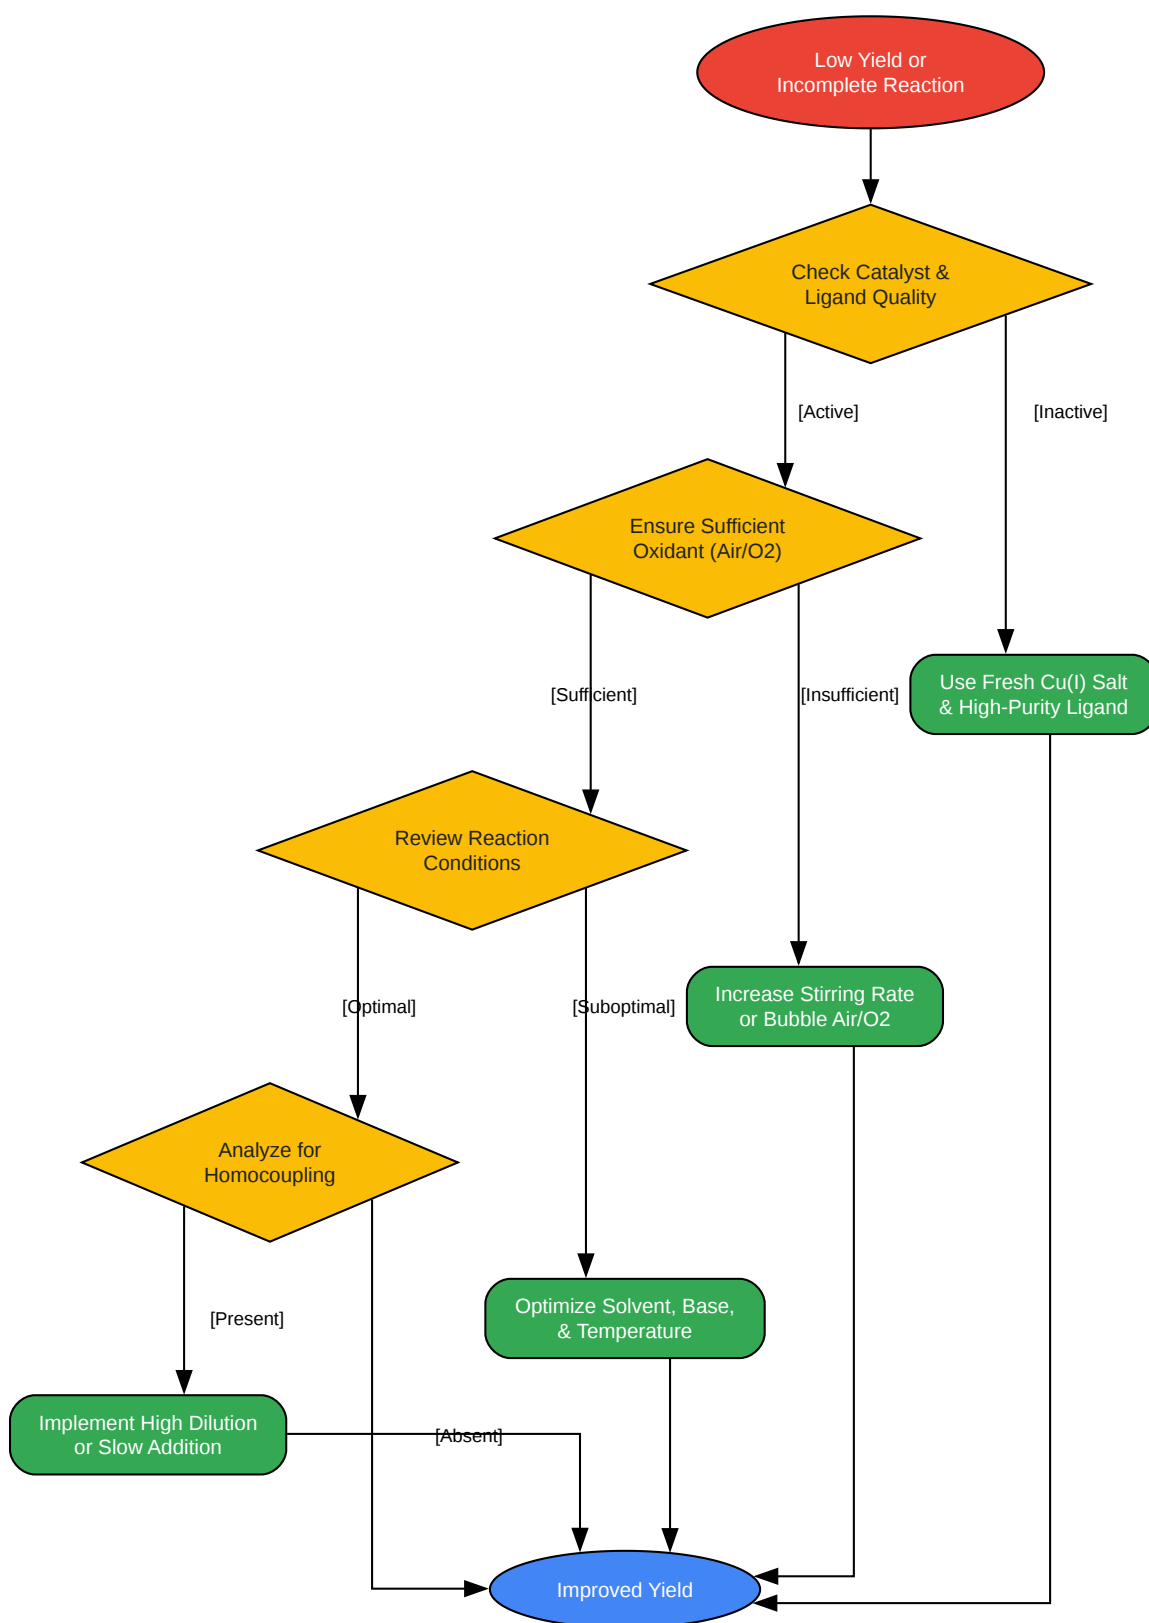 Low Yield or
Incomplete Reaction
Check Catalyst &
Ligand Quality
[Active]
[Inactive]
Ensure Sufficient
Oxidant (Air/O2)
[Sufficient]
[Insufficient]
Use Fresh Cu(I) Salt
& High-Purity Ligand
Review Reaction
Conditions
[Optimal]
[Suboptimal]
Increase Stirring Rate
or Bubble Air/O2
Analyze for
Homocoupling
[Present]
Optimize Solvent, Base,
& Temperature
Implement High Dilution
or Slow Addition
[Absent]
Improved Yield